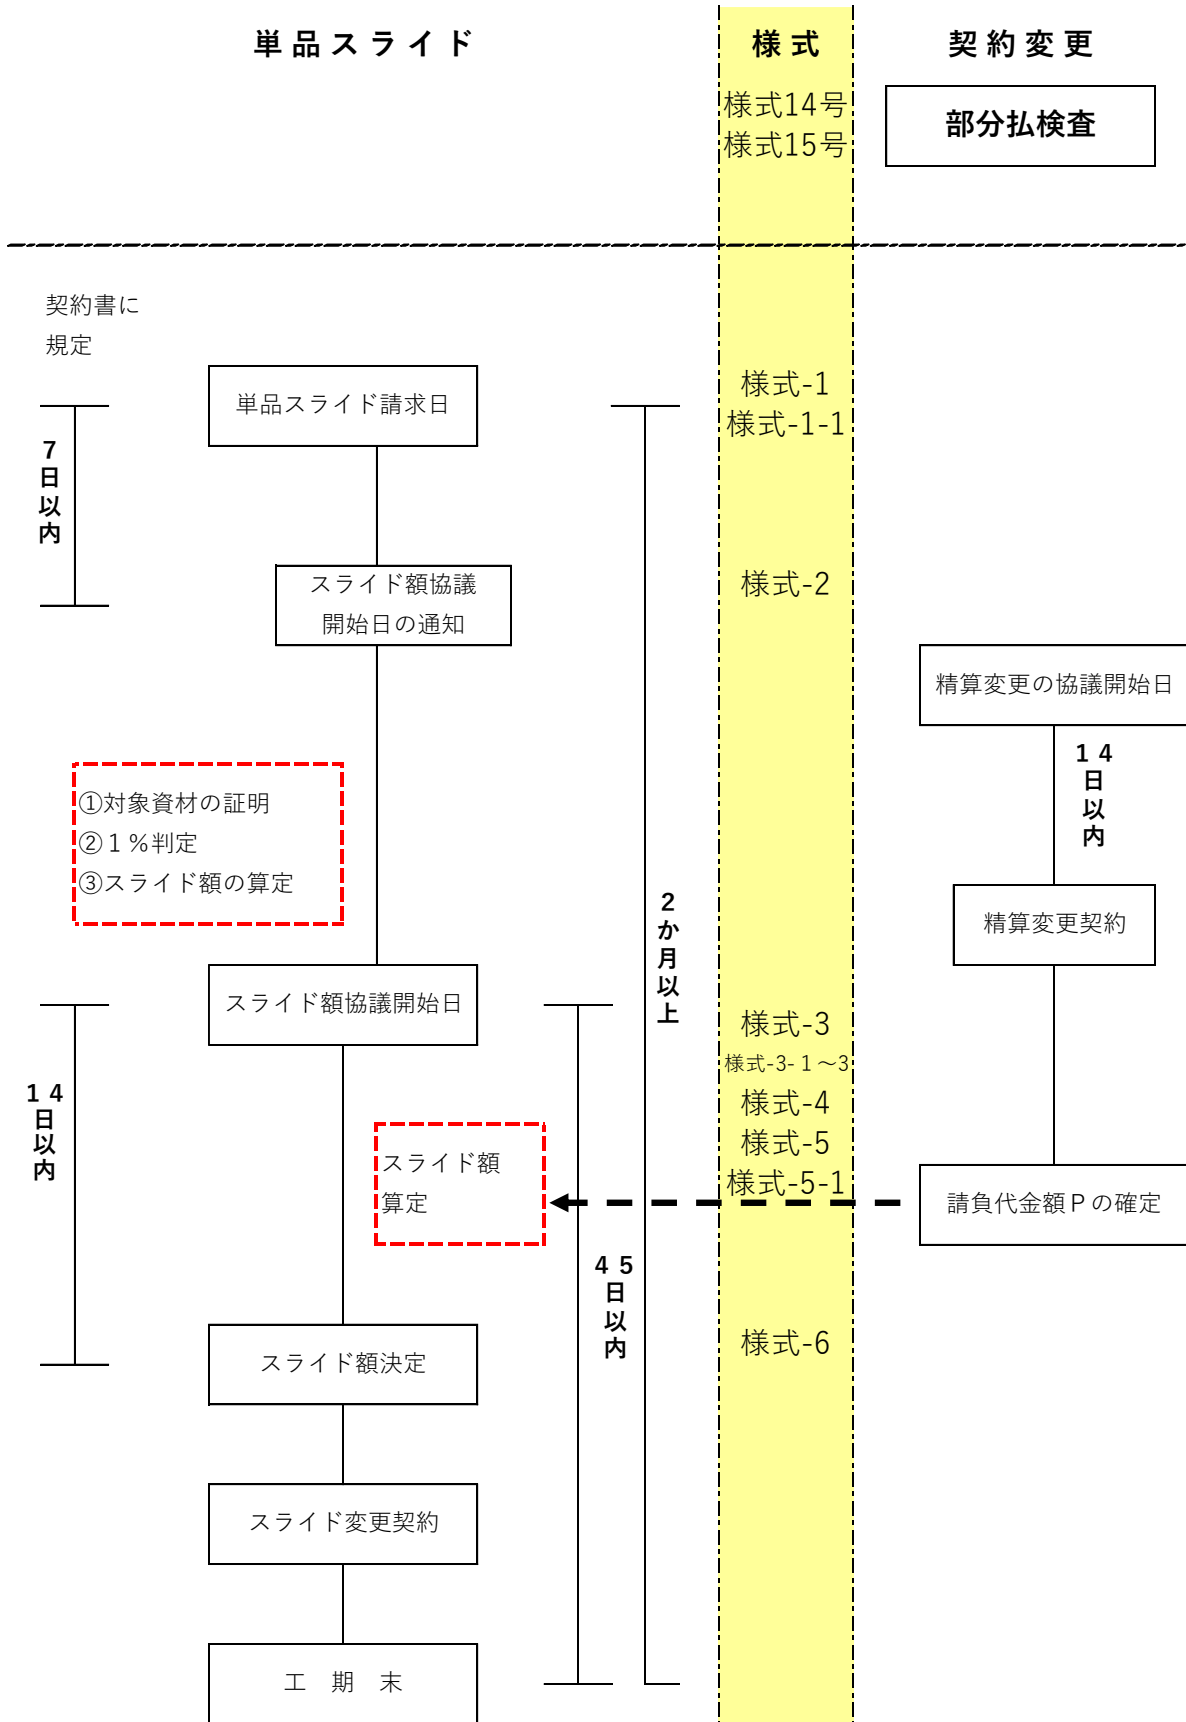 単品スライド
様式
契約変更
様式14号
様式15号
部分払検査
契約書に
規定
単品スライド請求日
様式-1
様式-1-1
7日以内
スライド額協議
開始日の通知
様式-2
精算変更の協議開始日
14日以内
①対象資材の証明
②1%判定
③スライド額の算定
2か月以上
精算変更契約
スライド額協議開始日
様式-3
様式-3-1~3
様式-4
様式-5
様式-5-1
14日以内
スライド額
算定
請負代金額Pの確定
45日以内
様式-6
スライド額決定
スライド変更契約
工 期 末